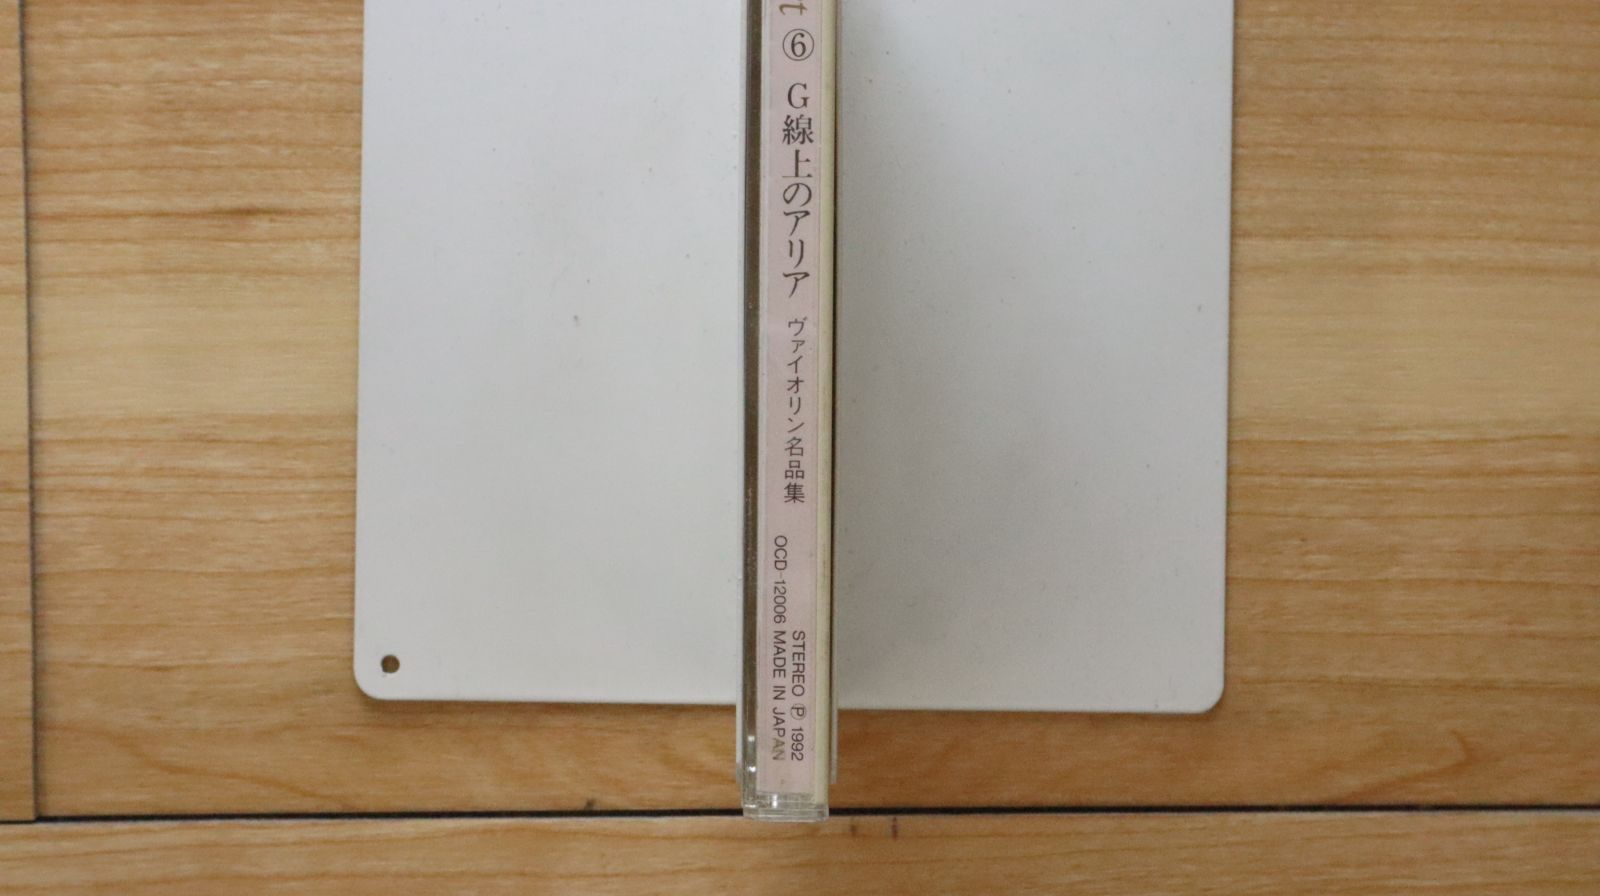 t ⑥ G線上のアリア ヴァイオリン名品集
STEREO Ⓟ 1992
OCD-12006 MADE IN JAPAN